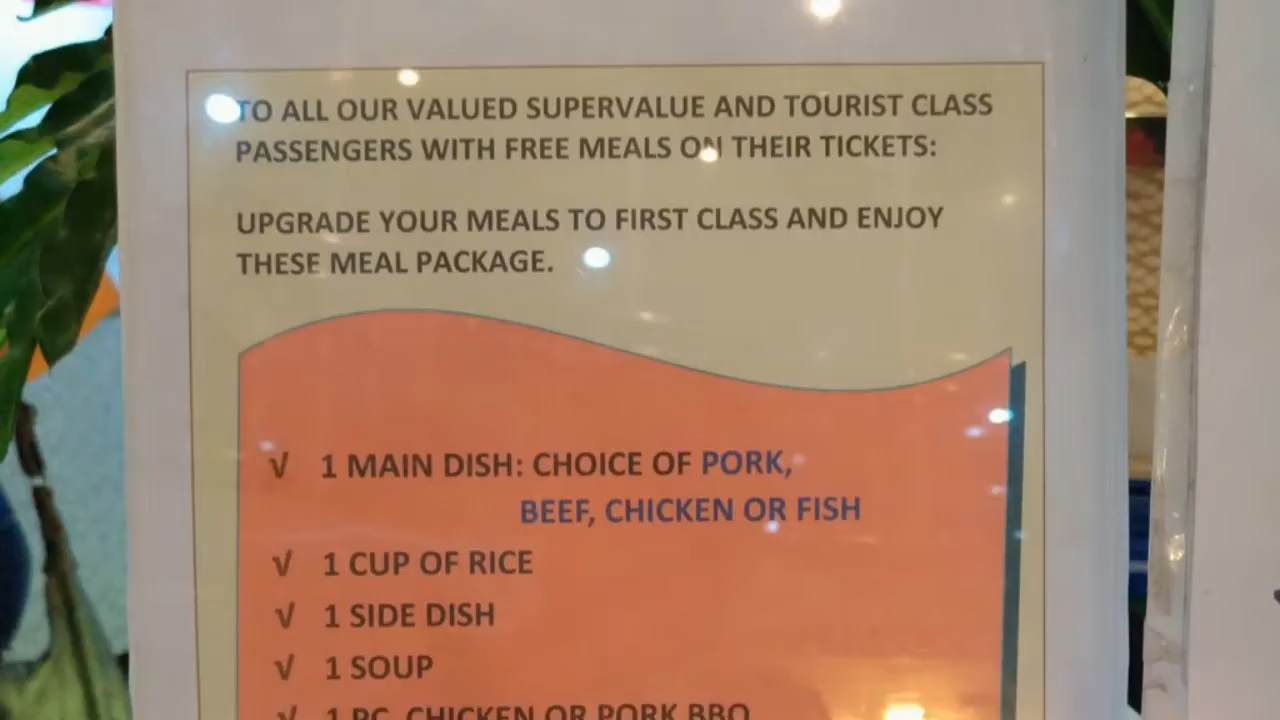 TO ALL OUR VALUED SUPERVALUE AND TOURIST CLASS
PASSENGERS WITH FREE MEALS ON THEIR TICKETS:
UPGRADE YOUR MEALS TO FIRST CLASS AND ENJOY
THESE MEAL PACKAGE.
√ 1 MAIN DISH: CHOICE OF PORK,
BEEF, CHICKEN OR FISH
√ 1 CUP OF RICE
√ 1 SIDE DISH
√ 1 SOUP
√ 1 PC. CHICKEN OR PORK BBQ